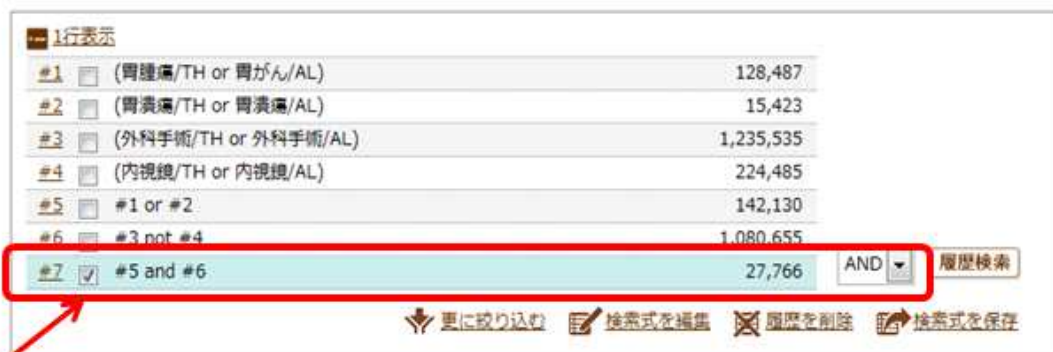 1行表示
#1 (胃腫瘍/TH or 胃がん/AL) 128,487
#2 (胃潰瘍/TH or 胃潰瘍/AL) 15,423
#3 (外科手術/TH or 外科手術/AL) 1,235,535
#4 (内視鏡/TH or 内視鏡/AL) 224,485
#5 #1 or #2 142,130
#6 #3 not #4 1,080,655
#7 #5 and #6 27,766 AND 履歴検索
更に絞り込む 検索式を編集 履歴を削除 検索式を保存